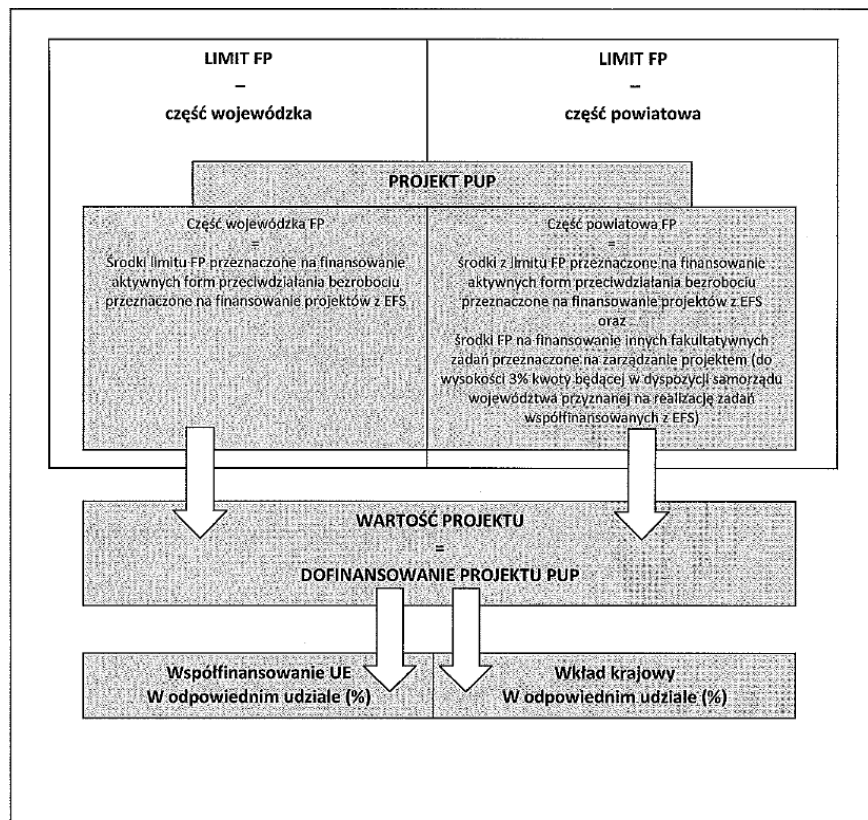 LIMIT FP
–
część wojewódzka
LIMIT FP
–
część powiatowa
PROJEKT PUP
Część wojewódzka FP
=
Środki limitu FP przeznaczone na finansowanie
aktywnych form przeciwdziałania bezrobociu
przeznaczone na finansowanie projektów z EFS
Część powiatowa FP
=
środki z limitu FP przeznaczone na finansowanie
aktywnych form przeciwdziałania bezrobociu
przeznaczone na finansowanie projektów z EFS
oraz
środki FP na finansowanie innych fakultatywnych
zadań przeznaczone na zarządzanie projektem (do
wysokości 3% kwoty będącej w dyspozycji samorządu
województwa przyznanej na realizację zadań
współfinansowanych z EFS)
WARTOŚĆ PROJEKTU
=
DOFINANSOWANIE PROJEKTU PUP
Współfinansowanie UE
W odpowiednim udziale (%)
Wkład krajowy
W odpowiednim udziale (%)